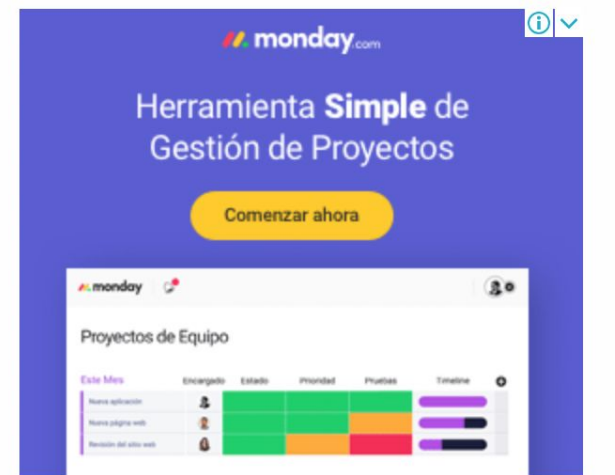 monday.com
Herramienta Simple de
Gestión de Proyectos
Comenzar ahora
monday
Proyectos de Equipo
Este Mes Encargado Estado Prioridad Pruebas Timeline
Nueva aplicación
Nueva página web
Revisión del sitio web